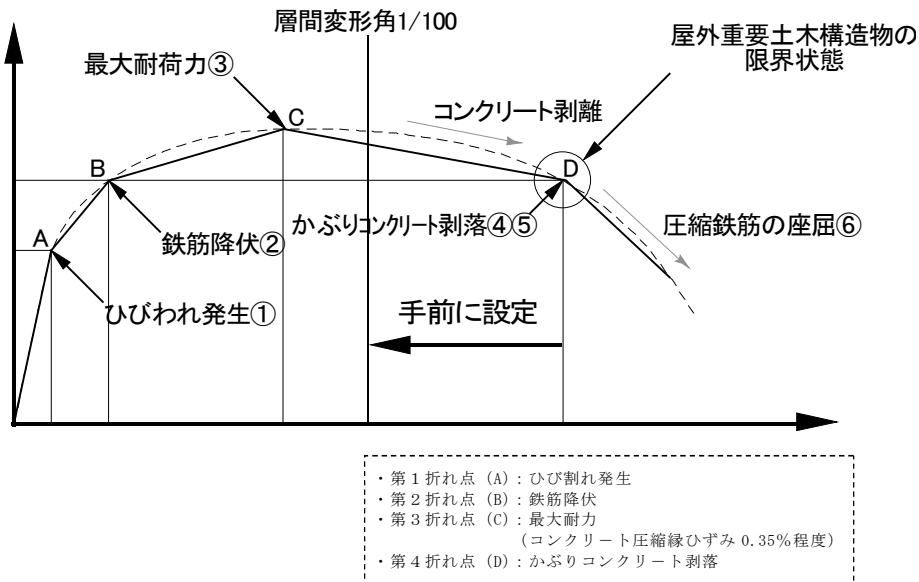 層間変形角1/100
屋外重要土木構造物の
限界状態
最大耐荷力③
C
コンクリート剥離
B
D
かぶりコンクリート剥落④⑤
圧縮鉄筋の座屈⑥
A
鉄筋降伏②
ひびわれ発生①
手前に設定
・第1折れ点 (A)：ひび割れ発生
・第2折れ点 (B)：鉄筋降伏
・第3折れ点 (C)：最大耐力
（コンクリート圧縮縁ひずみ 0.35%程度）
・第4折れ点 (D)：かぶりコンクリート剥落